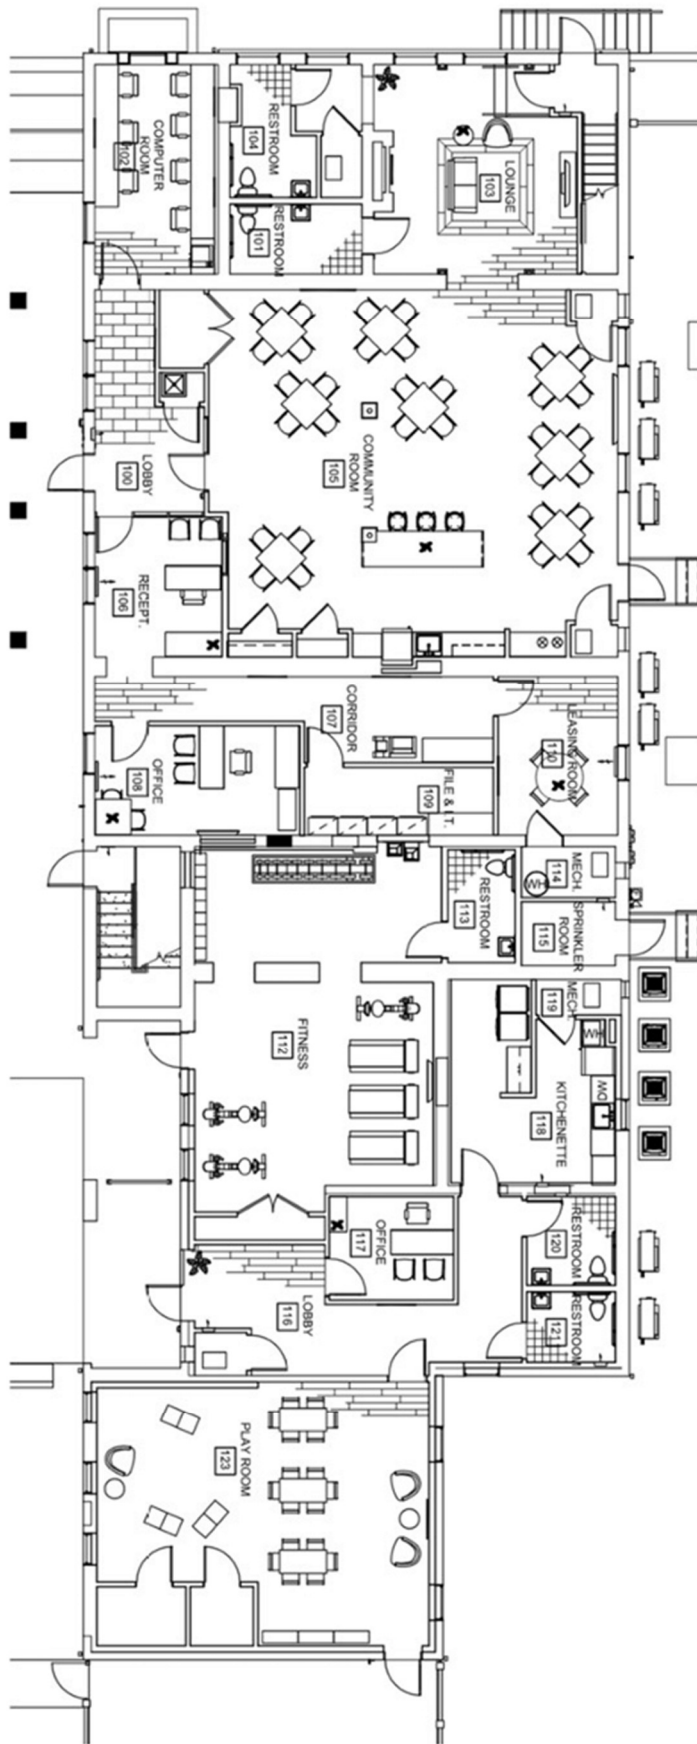 COMPUTER
ROOM
102
RESTROOM
104
RESTROOM
101
LOUNGE
103
LOBBY
100
COMMUNITY
ROOM
105
RECEPT.
106
CORRIDOR
107
OFFICE
108
FILE & I.T.
109
LEASING ROOM
110
FITNESS
112
RESTROOM
113
MECH.
114
WH
SPRINKLER
ROOM
115
MECH.
119
WH
DW
KITCHENETTE
118
OFFICE
117
LOBBY
116
RESTROOM
120
RESTROOM
121
PLAY ROOM
123